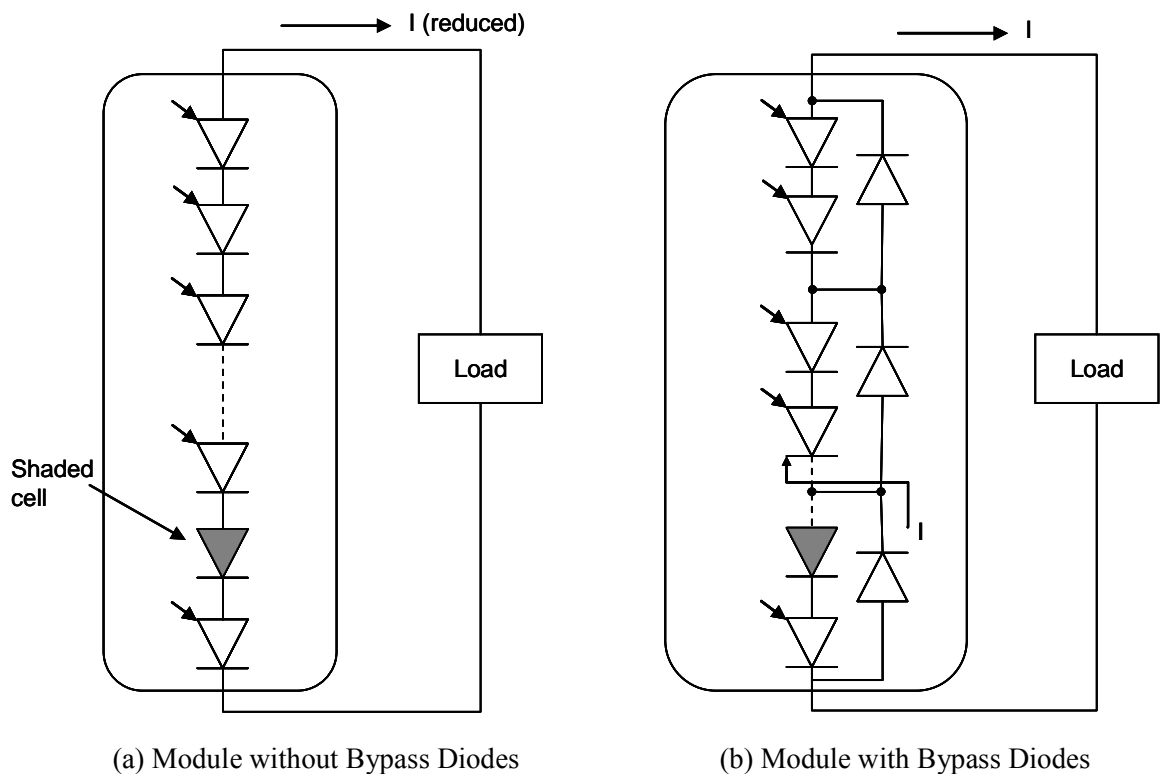 I (reduced)
Load
Shaded
cell
(a) Module without Bypass Diodes
I
Load
I
(b) Module with Bypass Diodes